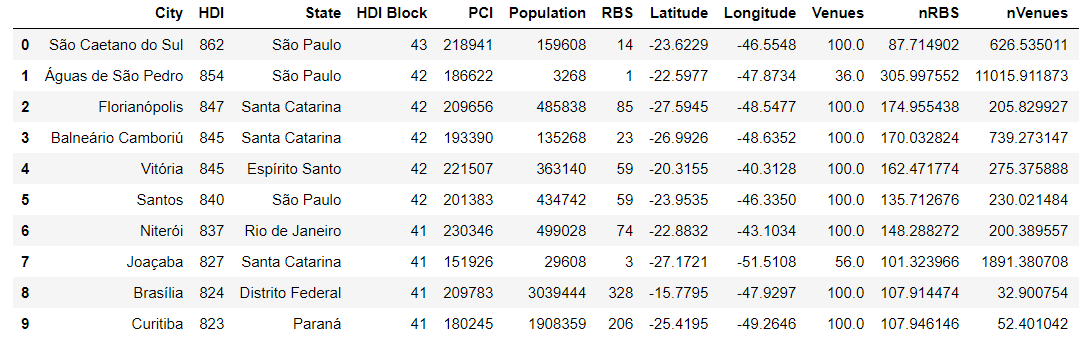 City HDI State HDI Block PCI Population RBS Latitude Longitude Venues nRBS nVenues
0 São Caetano do Sul 862 São Paulo 43 218941 159608 14 -23.6229 -46.5548 100.0 87.714902 626.535011
1 Águas de São Pedro 854 São Paulo 42 186622 3268 1 -22.5977 -47.8734 36.0 305.997552 11015.911873
2 Florianópolis 847 Santa Catarina 42 209656 485838 85 -27.5945 -48.5477 100.0 174.955438 205.829927
3 Balneário Camboriú 845 Santa Catarina 42 193390 135268 23 -26.9926 -48.6352 100.0 170.032824 739.273147
4 Vitória 845 Espírito Santo 42 221507 363140 59 -20.3155 -40.3128 100.0 162.471774 275.375888
5 Santos 840 São Paulo 42 201383 434742 59 -23.9535 -46.3350 100.0 135.712676 230.021484
6 Niterói 837 Rio de Janeiro 41 230346 499028 74 -22.8832 -43.1034 100.0 148.288272 200.389557
7 Joaçaba 827 Santa Catarina 41 151926 29608 3 -27.1721 -51.5108 56.0 101.323966 1891.380708
8 Brasília 824 Distrito Federal 41 209783 3039444 328 -15.7795 -47.9297 100.0 107.914474 32.900754
9 Curitiba 823 Paraná 41 180245 1908359 206 -25.4195 -49.2646 100.0 107.946146 52.401042